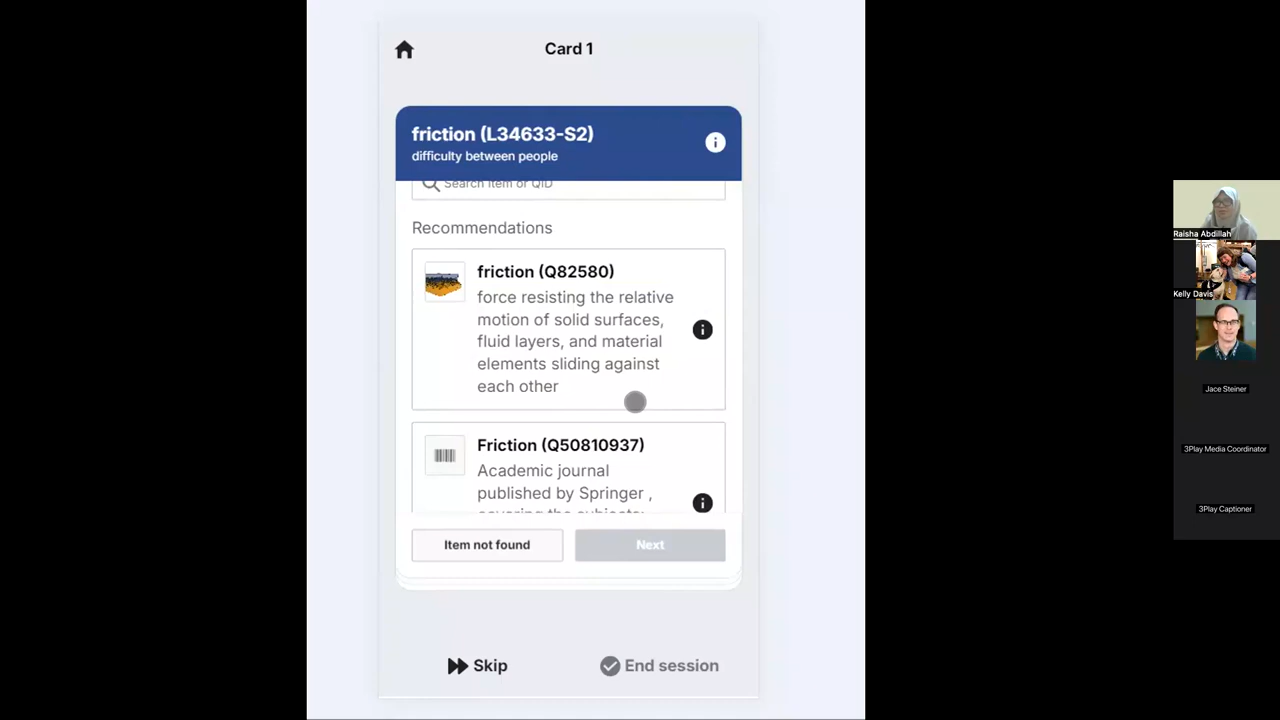 Card 1
friction (L34633-S2)
difficulty between people
Search item or QID
Recommendations
friction (Q82580)
force resisting the relative
motion of solid surfaces,
fluid layers, and material
elements sliding against
each other
Friction (Q50810937)
Academic journal
published by Springer ,
covering the subjects:
Item not found
Next
Skip
End session
Raisha Abdillah
Kelly Davis
Jace Steiner
3Play Media Coordinator
3Play Captioner